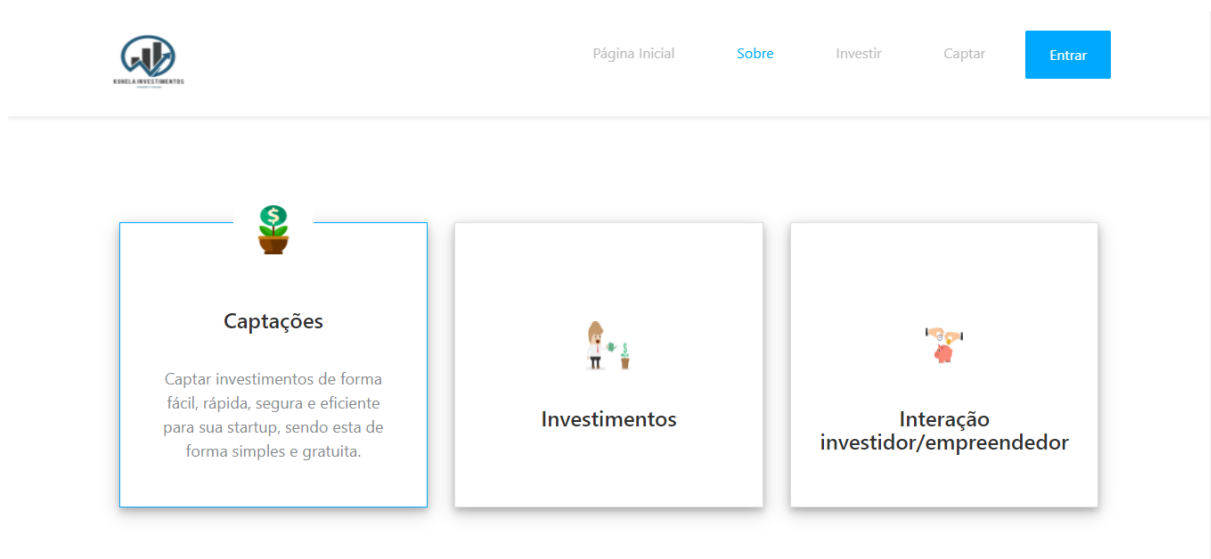 KUHELA INVESTIMENTOS
Página Inicial
Sobre
Investir
Captar
Entrar
Captações
Captar investimentos de forma
fácil, rápida, segura e eficiente
para sua startup, sendo esta de
forma simples e gratuita.
Investimentos
Interação
investidor/empreendedor